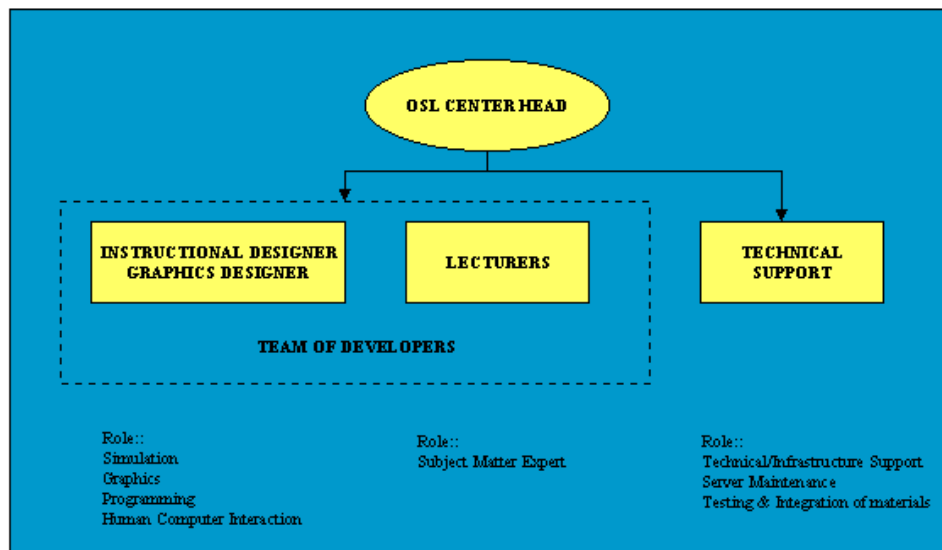 OSL CENTER HEAD
INSTRUCTIONAL DESIGNER
GRAPHICS DESIGNER
LECTURERS
TECHNICAL
SUPPORT
TEAM OF DEVELOPERS
Role::
Simulation
Graphics
Programming
Human Computer Interaction
Role::
Subject Matter Expert
Role::
Technical/Infrastructure Support
Server Maintenance
Testing & Integration of materials